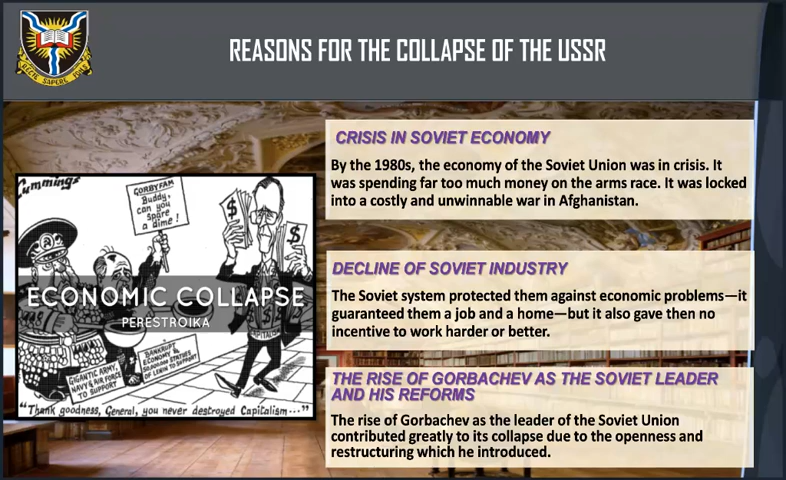 REASONS FOR THE COLLAPSE OF THE USSR
RECTE SAPERE FONS
CRISIS IN SOVIET ECONOMY
By the 1980s, the economy of the Soviet Union was in crisis. It
was spending far too much money on the arms race. It was locked
into a costly and unwinnable war in Afghanistan.
DECLINE OF SOVIET INDUSTRY
The Soviet system protected them against economic problems—it
guaranteed them a job and a home—but it also gave then no
incentive to work harder or better.
THE RISE OF GORBACHEV AS THE SOVIET LEADER
AND HIS REFORMS
The rise of Gorbachev as the leader of the Soviet Union
contributed greatly to its collapse due to the openness and
restructuring which he introduced.
Cummings
GORBYFAM
Buddy,
can you
spare
a dime!
$
$
ECONOMIC COLLAPSE
PERESTROIKA
GIGANTIC ARMY,
NAVY & AIR FORCE
TO SUPPORT
BANKRUPT
ECONOMY &
OF LENIN TO SUPPORT
"Thank goodness, General, you never destroyed Capitalism..."